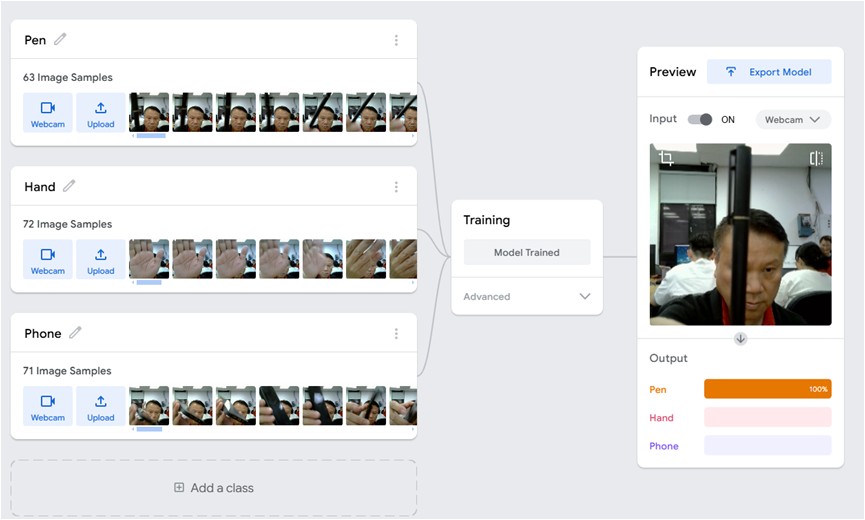 Pen
63 Image Samples
Webcam
Upload
Hand
72 Image Samples
Webcam
Upload
Phone
71 Image Samples
Webcam
Upload
Add a class
Training
Model Trained
Advanced
Preview
Export Model
Input
ON
Webcam
Output
Pen
100%
Hand
Phone